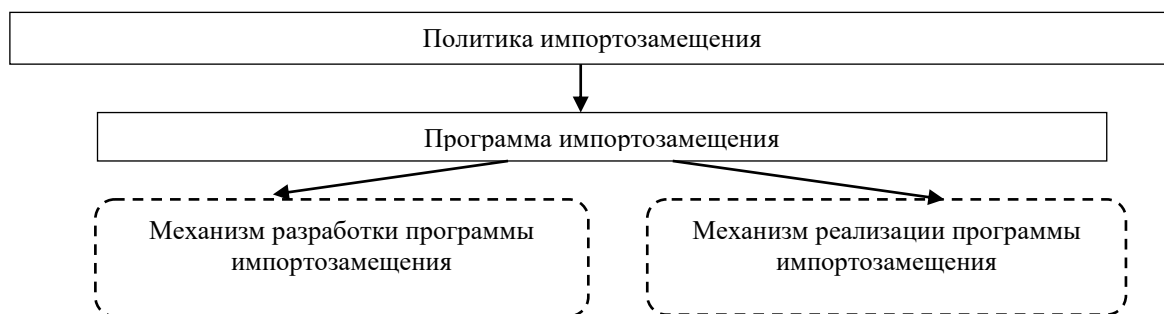 Политика импортозамещения
Программа импортозамещения
Механизм разработки программы
импортозамещения
Механизм реализации программы
импортозамещения